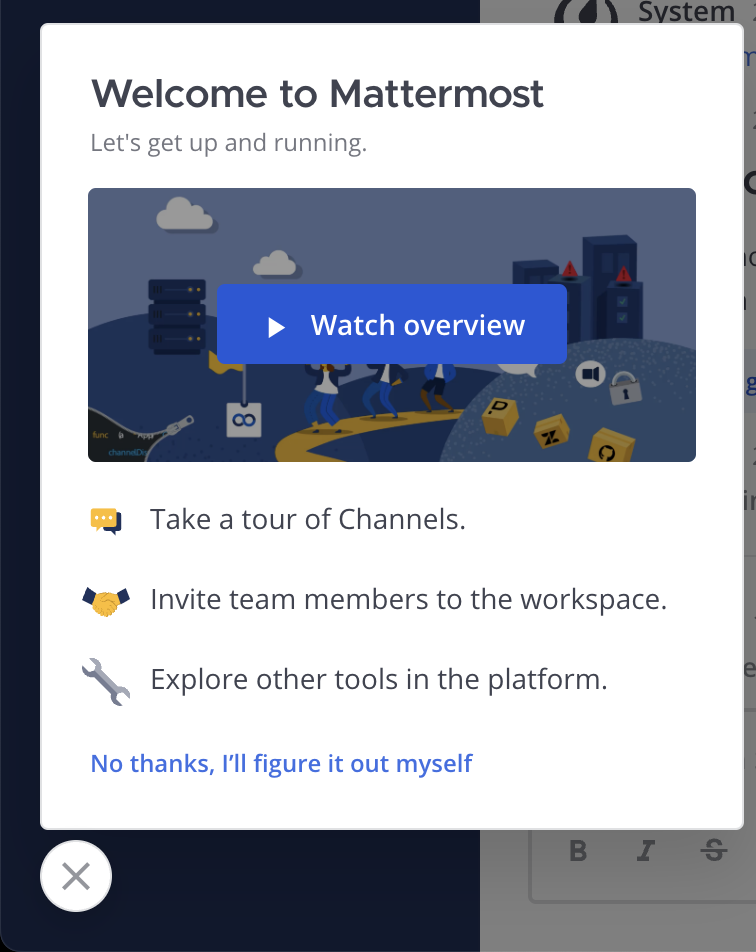 System
Welcome to Mattermost
Let's get up and running.
Watch overview
func
channelDis
Take a tour of Channels.
Invite team members to the workspace.
Explore other tools in the platform.
No thanks, I’ll figure it out myself
B I S